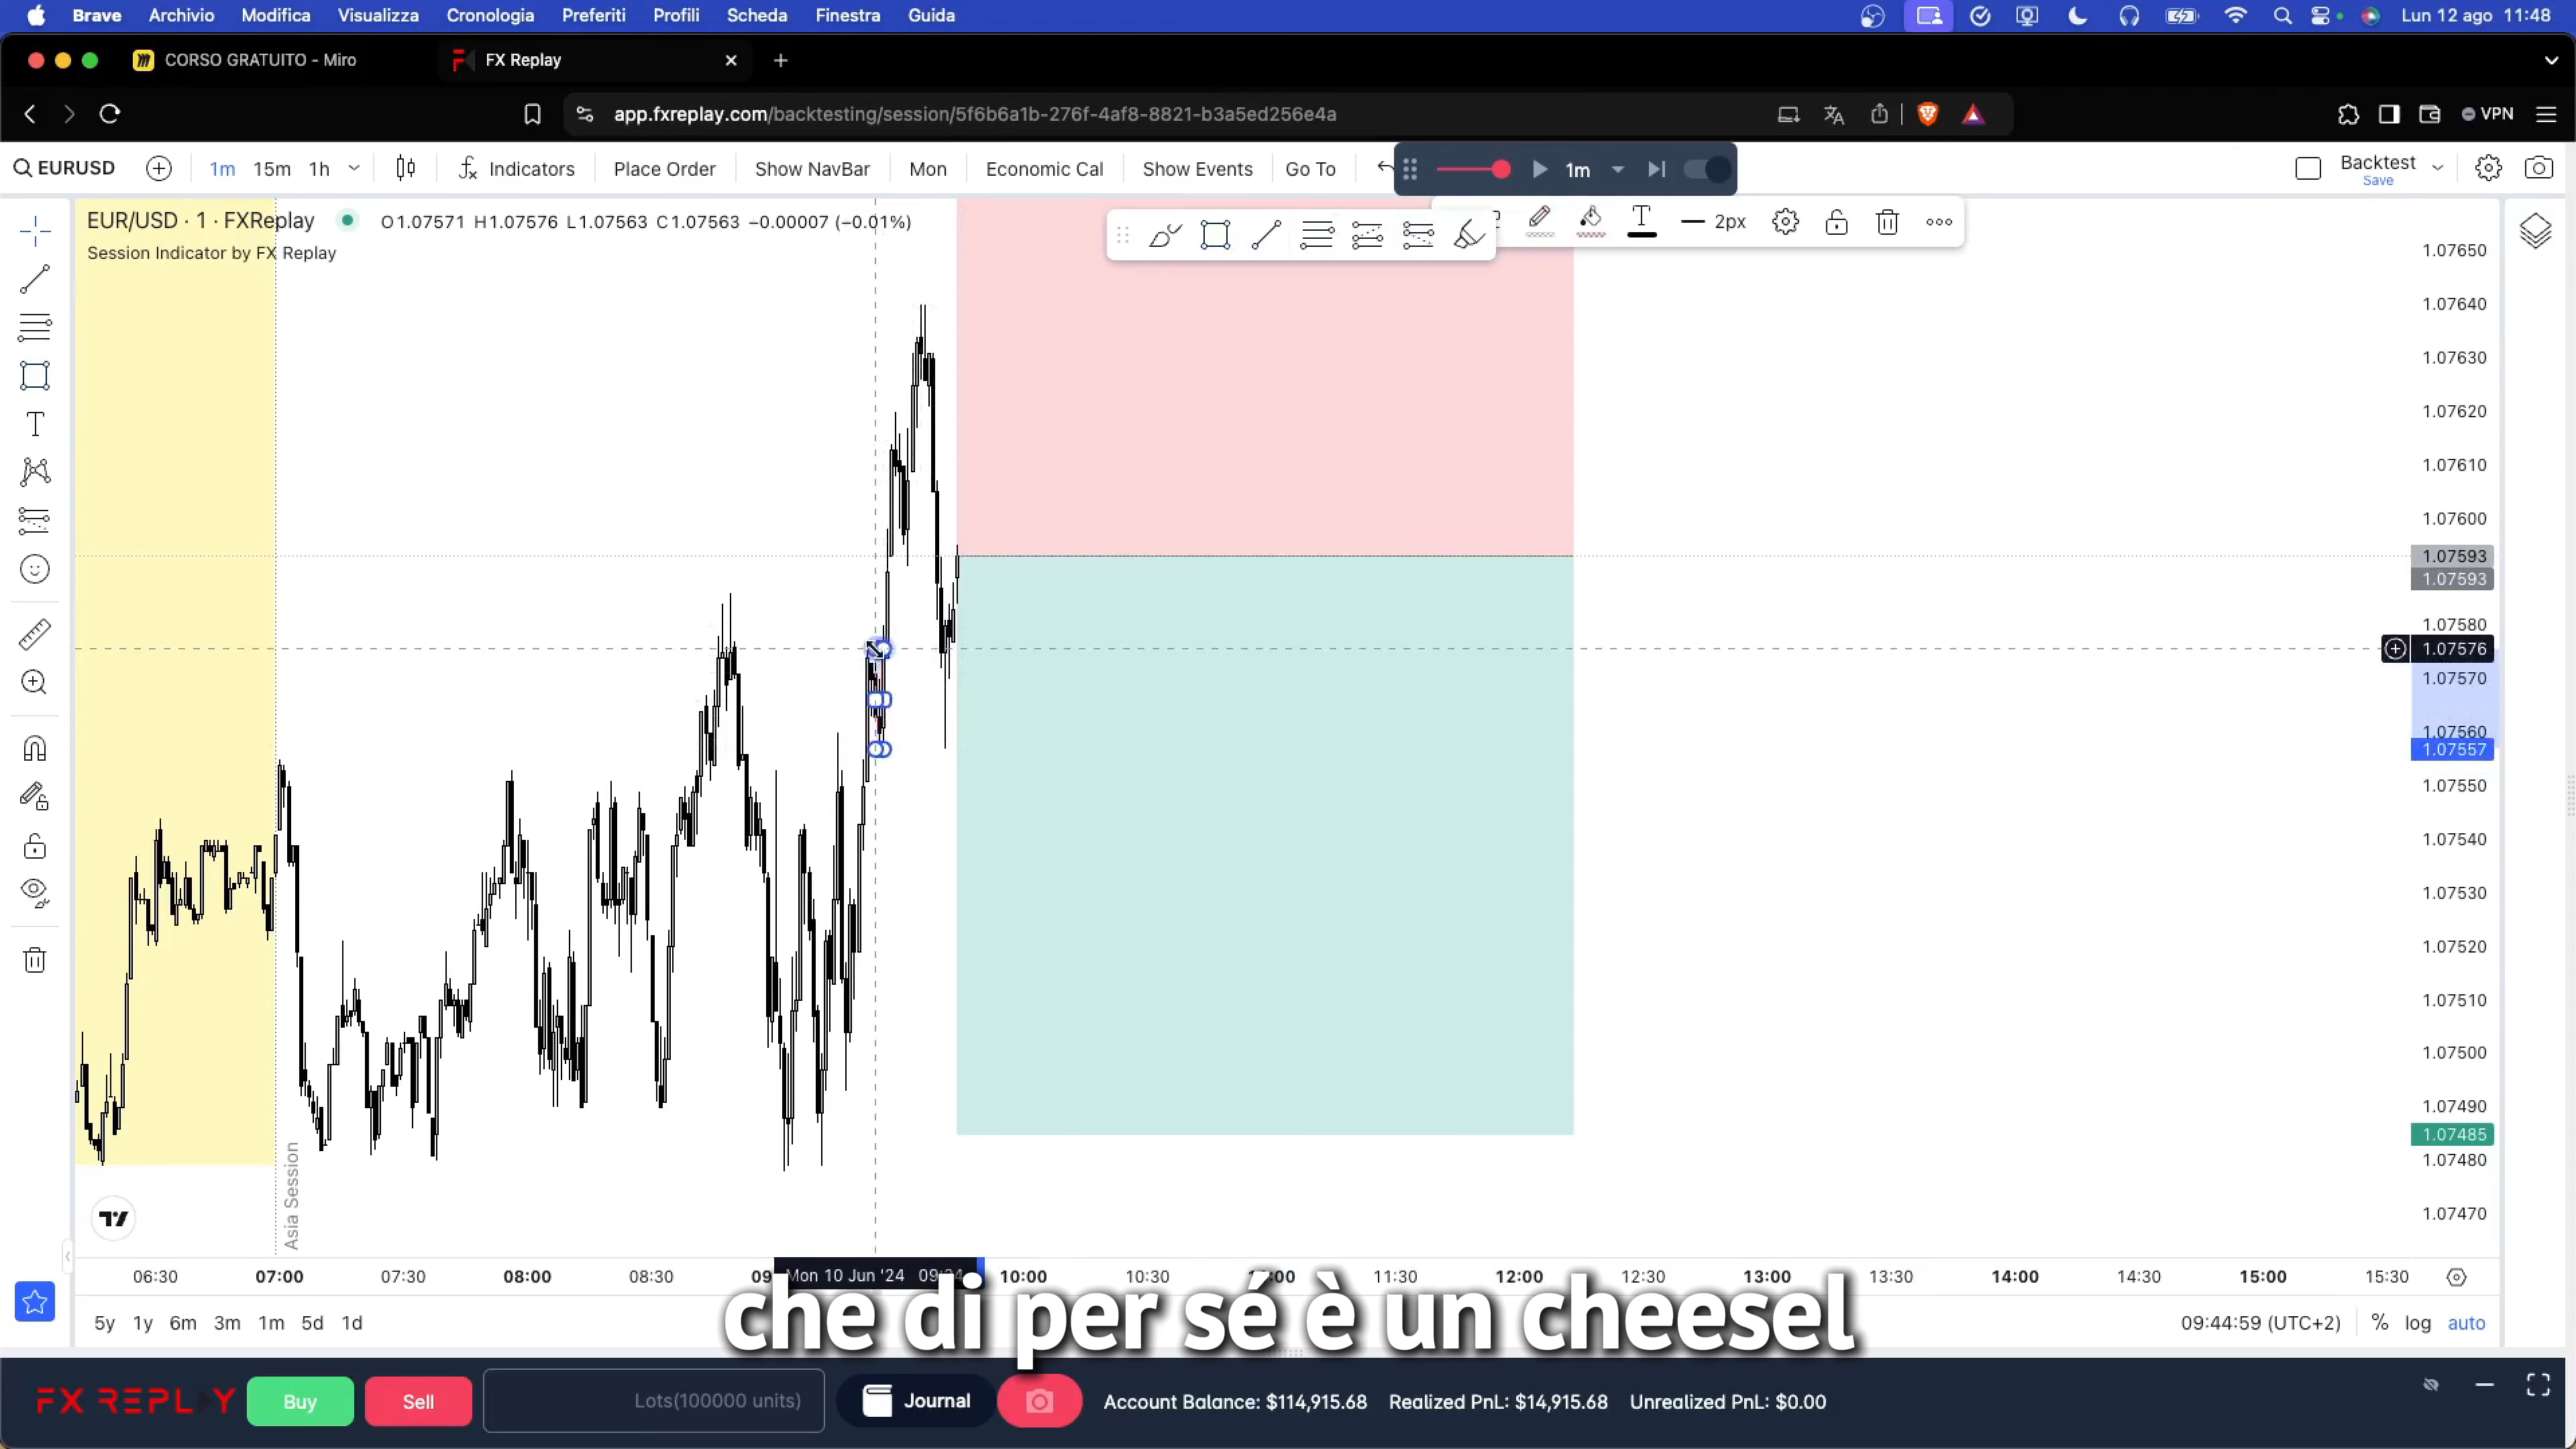 Brave Archivio Modifica Visualizza Cronologia Preferiti Profili Scheda Finestra Guida Lun 12 ago 11:48
CORSO GRATUITO - Miro FX Replay
app.fxreplay.com/backtesting/session/5f6b6a1b-276f-4af8-8821-b3a5ed256e4a VPN
EURUSD 1m 15m 1h Indicators Place Order Show NavBar Mon Economic Cal Show Events Go To 1m Backtest
Save
EUR/USD · 1 · FXReplay O1.07571 H1.07576 L1.07563 C1.07563 −0.00007 (−0.01%)
2px
Session Indicator by FX Replay
1.07650
1.07640
1.07630
1.07620
1.07610
1.07600
1.07593
1.07593
1.07580
1.07576
1.07570
1.07560
1.07557
1.07550
1.07540
1.07530
1.07520
1.07510
1.07500
1.07490
1.07485
1.07480
1.07470
Asia Session
06:30 07:00 07:30 08:00 08:30 Mon 10 Jun '24 10:00 10:30 11:30 12:00 12:30 13:00 13:30 14:00 14:30 15:00 15:30
che di per sé è un cheesel
5y 1y 6m 3m 1m 5d 1d 09:44:59 (UTC+2) % log auto
FX REPLAY Buy Sell Lots(100000 units) Journal Account Balance: $114,915.68 Realized PnL: $14,915.68 Unrealized PnL: $0.00